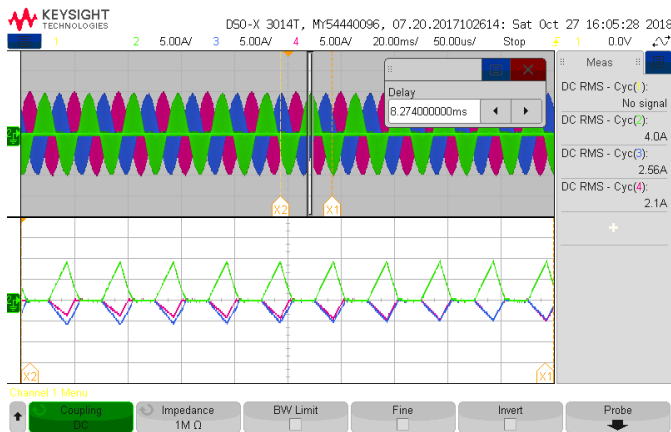 KEYSIGHT
TECHNOLOGIES
DSO-X 3014T, MY54440096, 07.20.2017102614: Sat Oct 27 16:05:28 2018
1 2 5.00A/ 3 5.00A/ 4 5.00A/ 20.00ms/ 50.00us/ Stop 1 0.0V
Meas
Delay
8.274000000ms
DC RMS - Cyc(1):
No signal
DC RMS - Cyc(2):
4.0A
DC RMS - Cyc(3):
2.56A
DC RMS - Cyc(4):
2.1A
X2 X1
X2 X1
Channel 1 Menu
Coupling
DC
Impedance
1M Ω
BW Limit
Fine
Invert
Probe